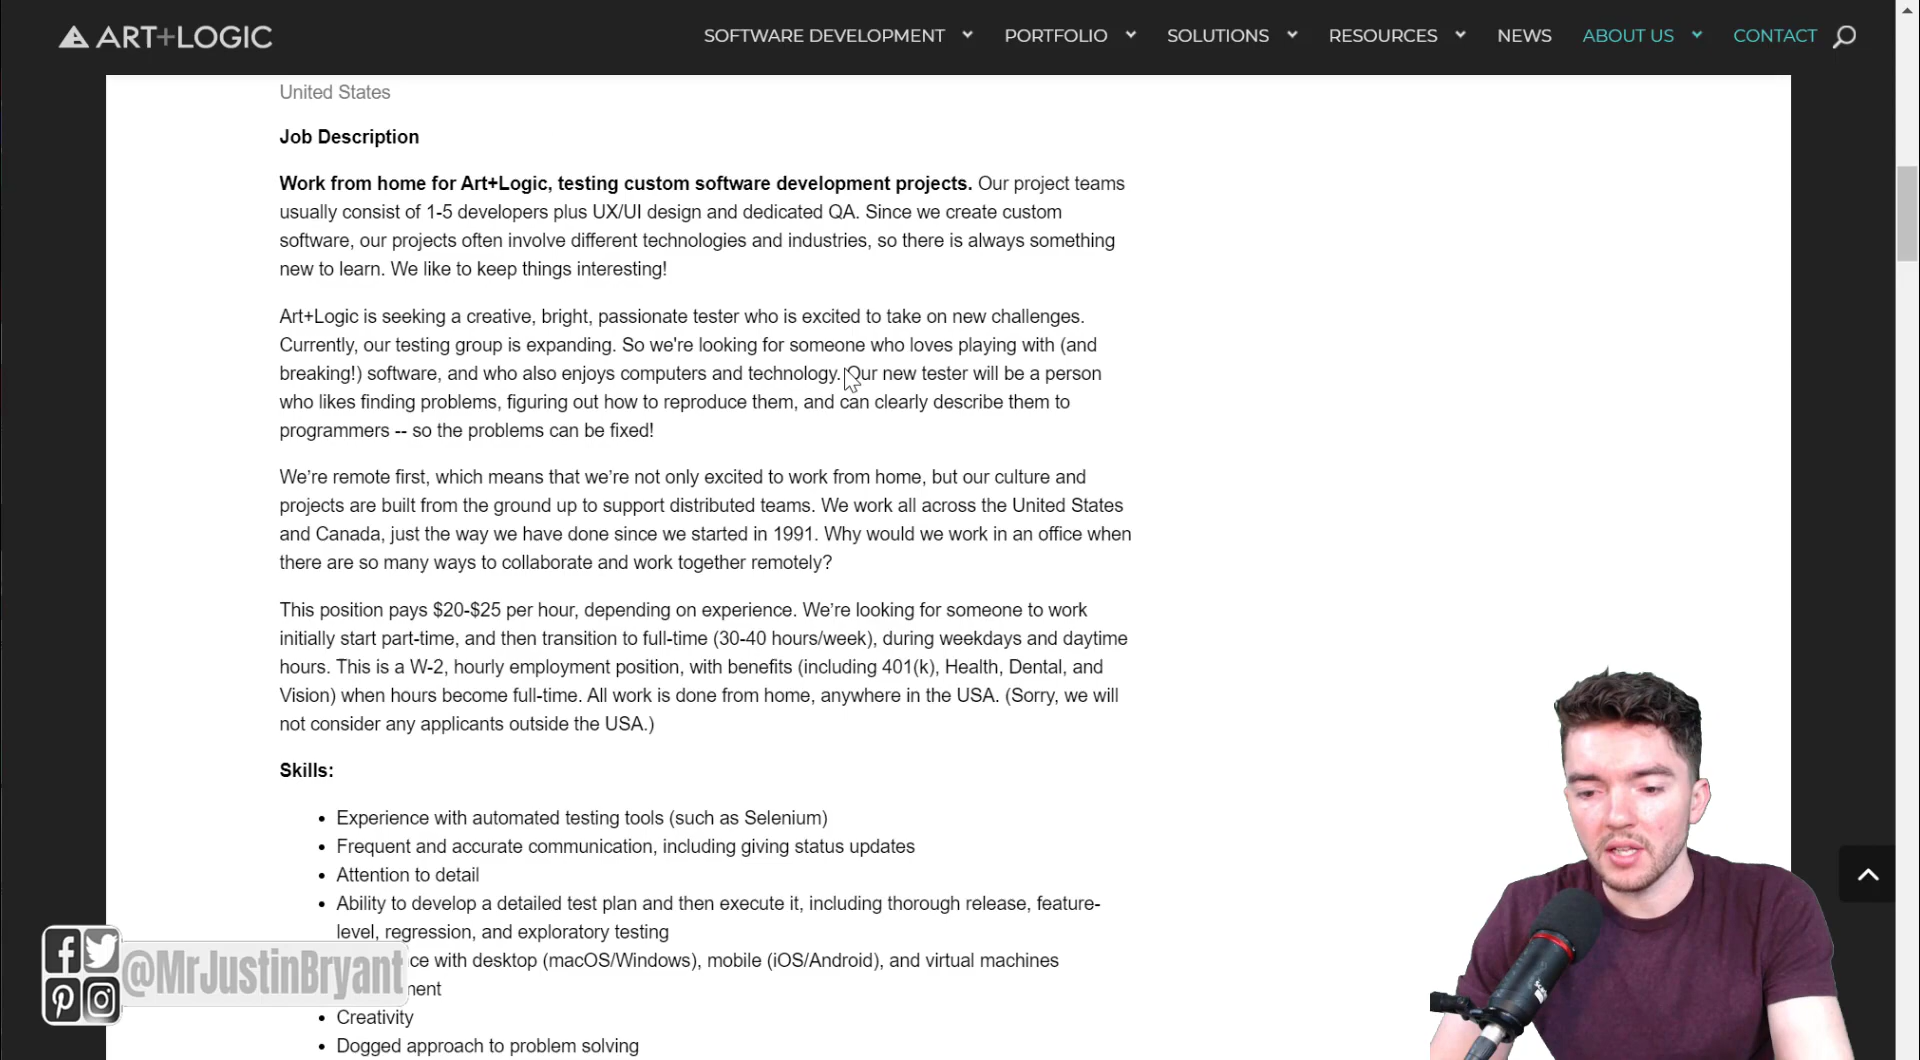 ART+LOGIC
SOFTWARE DEVELOPMENT PORTFOLIO SOLUTIONS RESOURCES NEWS ABOUT US CONTACT
United States
Job Description
Work from home for Art+Logic, testing custom software development projects. Our project teams
usually consist of 1-5 developers plus UX/UI design and dedicated QA. Since we create custom
software, our projects often involve different technologies and industries, so there is always something
new to learn. We like to keep things interesting!
Art+Logic is seeking a creative, bright, passionate tester who is excited to take on new challenges.
Currently, our testing group is expanding. So we're looking for someone who loves playing with (and
breaking!) software, and who also enjoys computers and technology. Our new tester will be a person
who likes finding problems, figuring out how to reproduce them, and can clearly describe them to
programmers -- so the problems can be fixed!
We're remote first, which means that we're not only excited to work from home, but our culture and
projects are built from the ground up to support distributed teams. We work all across the United States
and Canada, just the way we have done since we started in 1991. Why would we work in an office when
there are so many ways to collaborate and work together remotely?
This position pays $20-$25 per hour, depending on experience. We're looking for someone to work
initially start part-time, and then transition to full-time (30-40 hours/week), during weekdays and daytime
hours. This is a W-2, hourly employment position, with benefits (including 401(k), Health, Dental, and
Vision) when hours become full-time. All work is done from home, anywhere in the USA. (Sorry, we will
not consider any applicants outside the USA.)
Skills:
• Experience with automated testing tools (such as Selenium)
• Frequent and accurate communication, including giving status updates
• Attention to detail
• Ability to develop a detailed test plan and then execute it, including thorough release, feature-
level, regression, and exploratory testing
ce with desktop (macOS/Windows), mobile (iOS/Android), and virtual machines
@MrJustinBryant
ment
• Creativity
• Dogged approach to problem solving